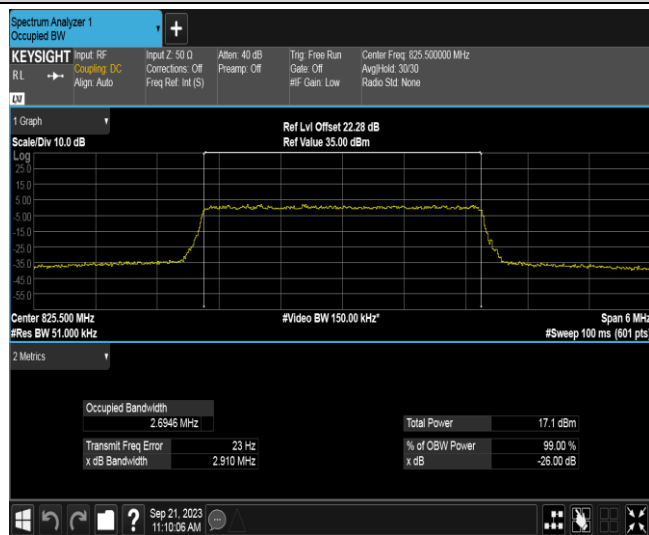 Spectrum Analyzer 1
Occupied BW
+
KEYSIGHT Input: RF Input Z: 50 Ω Atten: 40 dB Trig: Free Run Center Freq: 825.500000 MHz
RL Coupling: DC Corrections: Off Preamp: Off Gate: Off Avg|Hold: 30/30
Align: Auto Freq Ref: Int (S) #IF Gain: Low Radio Std: None
LXI
1 Graph
Ref Lvl Offset 22.28 dB
Scale/Div 10.0 dB Ref Value 35.00 dBm
Log
25.0
15.0
5.00
-5.00
-15.0
-25.0
-35.0
-45.0
-55.0
Center 825.500 MHz #Video BW 150.00 kHz* Span 6 MHz
#Res BW 51.000 kHz #Sweep 100 ms (601 pts)
2 Metrics
Occupied Bandwidth
2.6946 MHz Total Power 17.1 dBm
Transmit Freq Error 23 Hz % of OBW Power 99.00 %
x dB Bandwidth 2.910 MHz x dB -26.00 dB
? Sep 21, 2023
11:10:06 AM